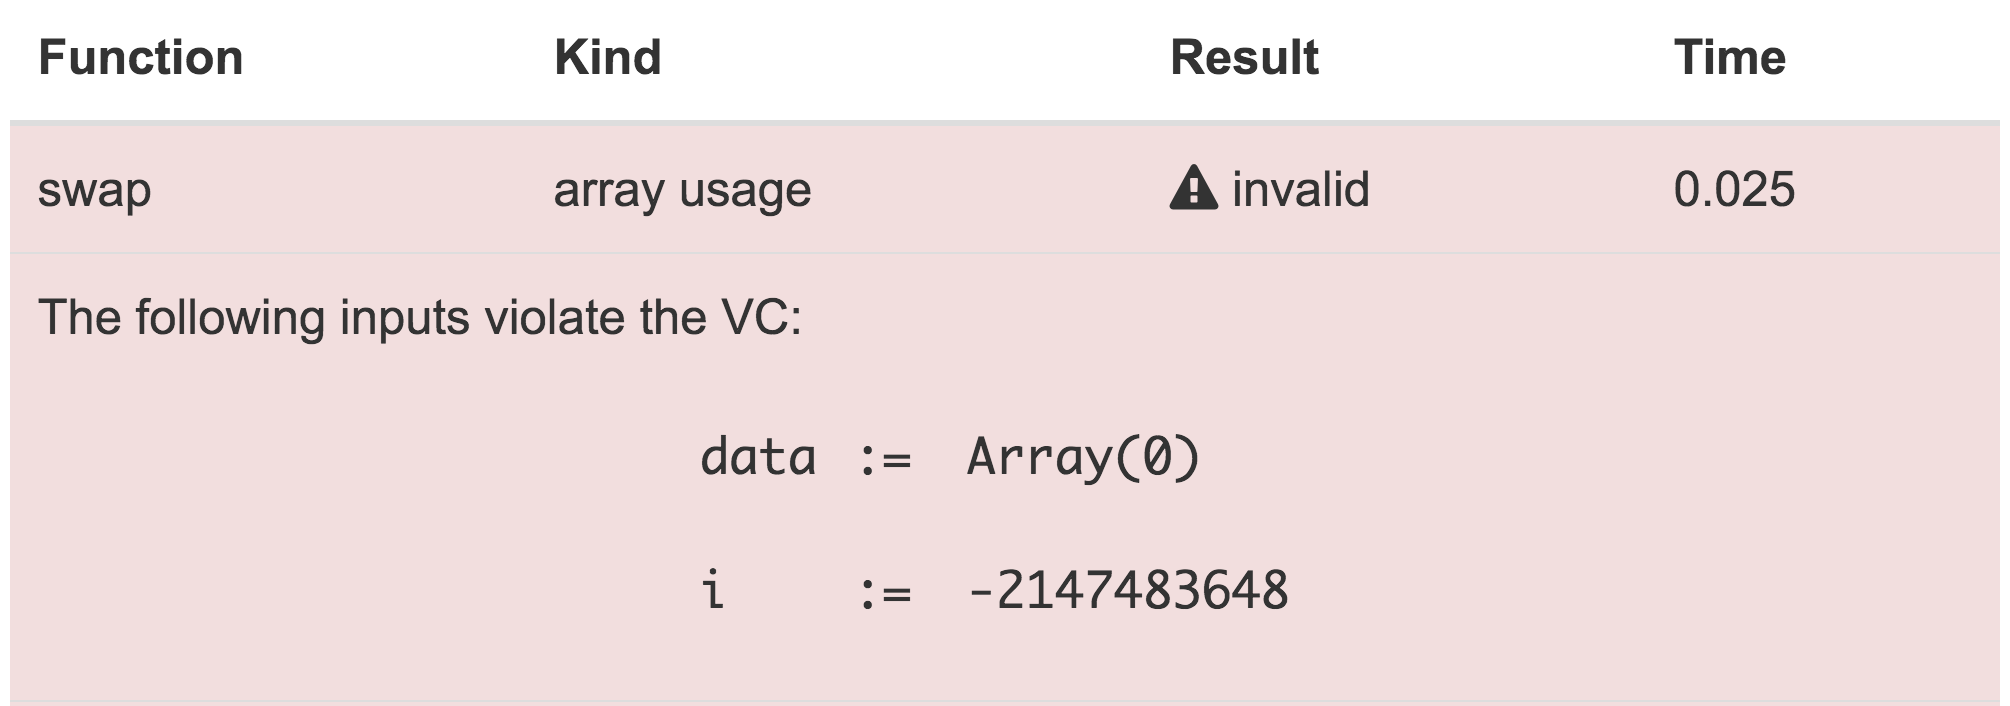 Function Kind Result Time
swap array usage invalid 0.025
The following inputs violate the VC:
data := Array(0)
i := -2147483648